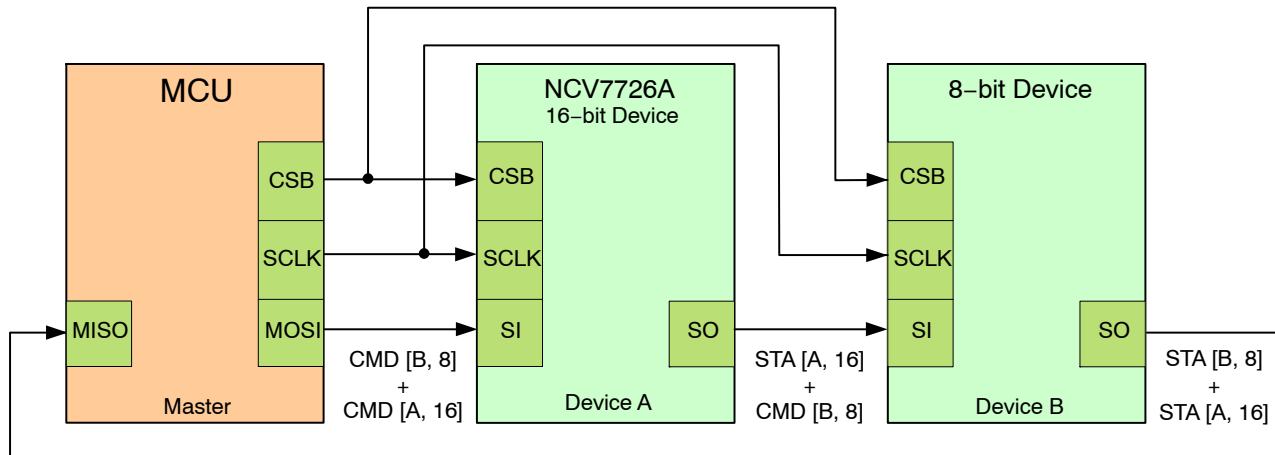 MCU
CSB
SCLK
MOSI
MISO
Master
CMD [B, 8]
+
CMD [A, 16]
NCV7726A
16−bit Device
CSB
SCLK
SI
SO
Device A
STA [A, 16]
+
CMD [B, 8]
8−bit Device
CSB
SCLK
SI
SO
Device B
STA [B, 8]
+
STA [A, 16]